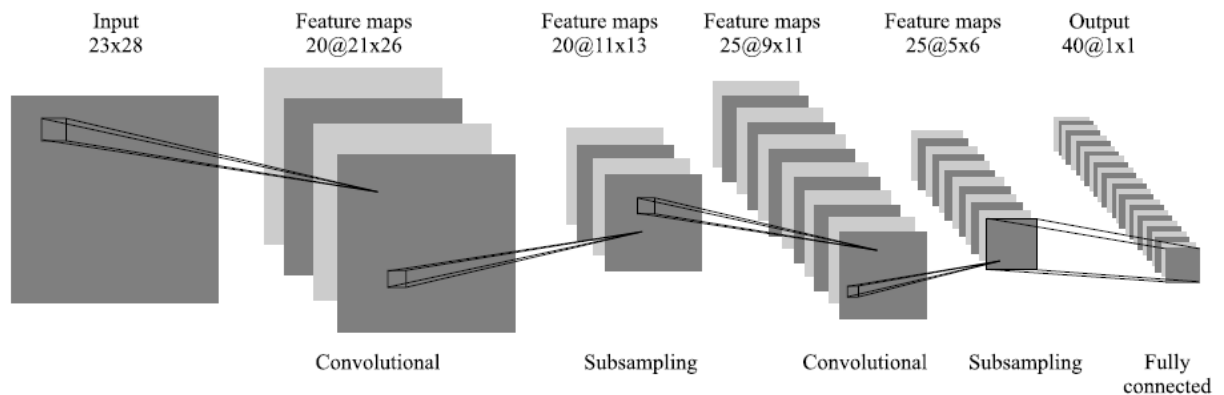 Input
23x28
Feature maps
20@21x26
Feature maps
20@11x13
Feature maps
25@9x11
Feature maps
25@5x6
Output
40@1x1
Convolutional
Subsampling
Convolutional
Subsampling
Fully
connected